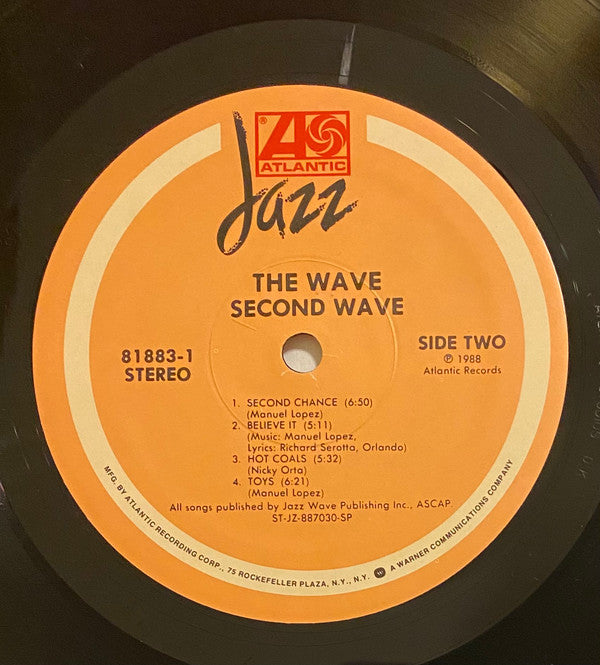 ® ATLANTIC
Jazz
THE WAVE
SECOND WAVE
81883-1
STEREO
SIDE TWO
℗ 1988
Atlantic Records
1. SECOND CHANCE (6:50)
(Manuel Lopez)
2. BELIEVE IT (5:11)
(Music: Manuel Lopez,
Lyrics: Richard Serotta, Orlando)
3. HOT COALS (5:32)
(Nicky Orta)
4. TOYS (6:21)
(Manuel Lopez)
All songs published by Jazz Wave Publishing Inc., ASCAP.
ST-JZ-887030-SP
MFG. BY ATLANTIC RECORDING CORP., 75 ROCKEFELLER PLAZA, N.Y., N.Y. A WARNER COMMUNICATIONS COMPANY